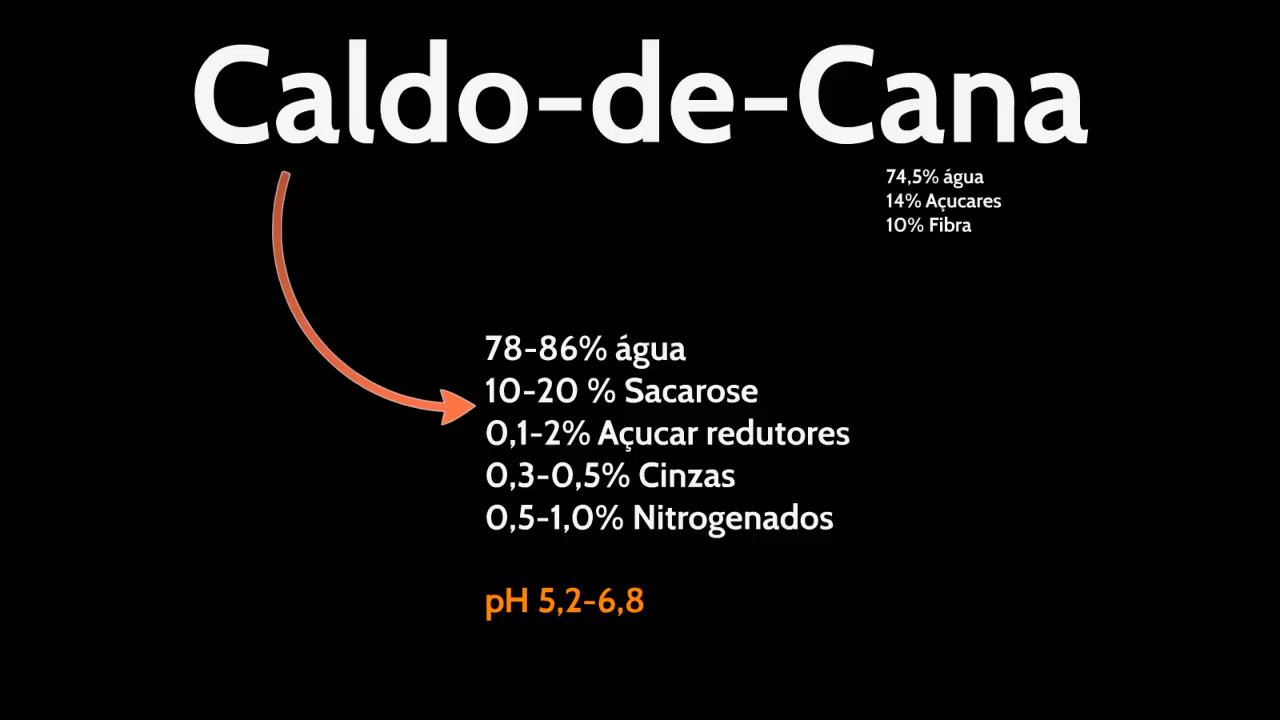 Caldo-de-Cana
74,5% água
14% Açucares
10% Fibra
78-86% água
10-20 % Sacarose
0,1-2% Açucar redutores
0,3-0,5% Cinzas
0,5-1,0% Nitrogenados
pH 5,2-6,8